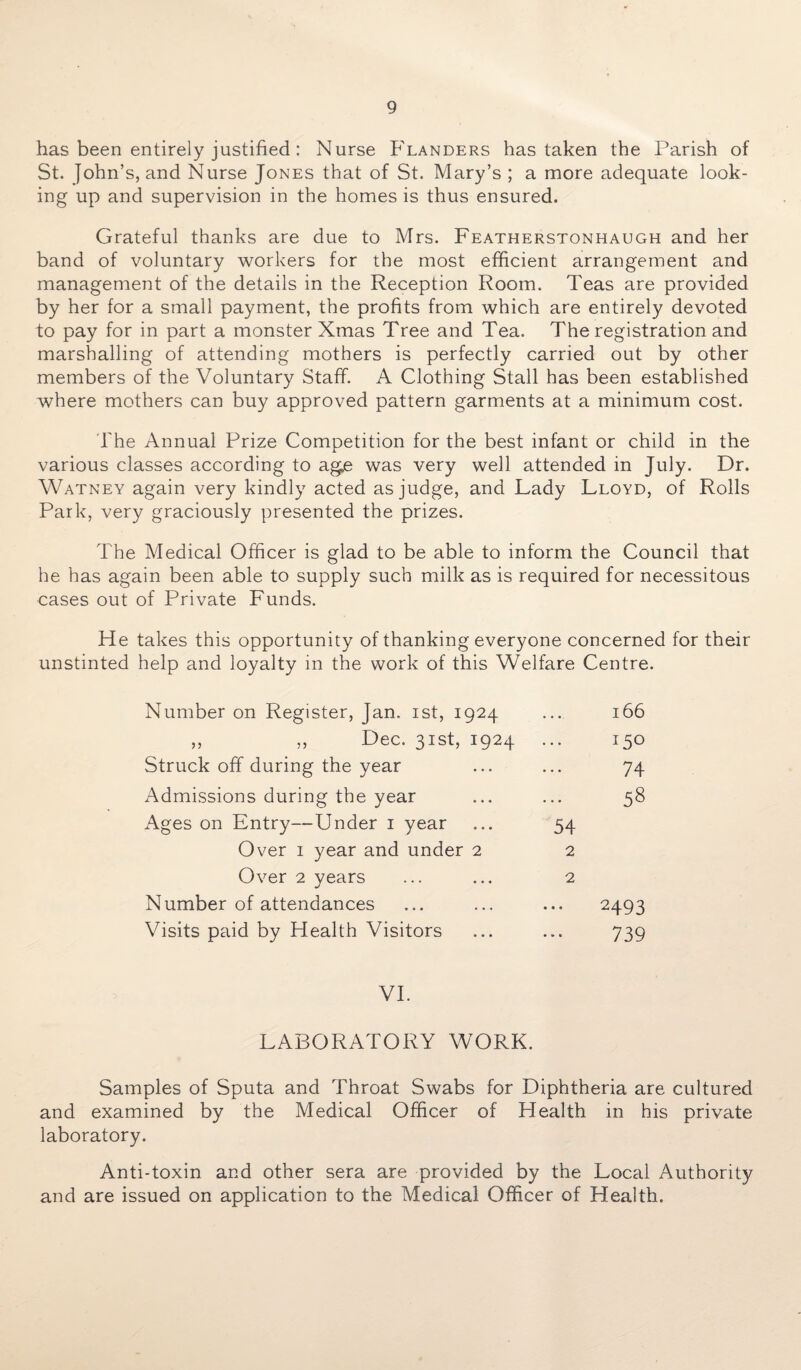 9
has been entirely justified: Nurse Flanders has taken the Parish of
St. John's, and Nurse Jones that of St. Mary's ; a more adequate look-
ing up and supervision in the homes is thus ensured.
Grateful thanks are due to Mrs. Featherstonhaugh and her
band of voluntary workers for the most efficient arrangement and
management of the details in the Reception Room. Teas are provided
by her for a small payment, the profits from which are entirely devoted
to pay for in part a monster Xmas Tree and Tea. The registration and
marshalling of attending mothers is perfectly carried out by other
members of the Voluntary Staff. A Clothing Stall has been established
where mothers can buy approved pattern garments at a minimum cost.
The Annual Prize Competition for the best infant or child in the
various classes according to age was very well attended in July. Dr.
Watney again very kindly acted as judge, and Lady Lloyd, of Rolls
Park, very graciously presented the prizes.
The Medical Officer is glad to be able to inform the Council that
he has again been able to supply such milk as is required for necessitous
cases out of Private Funds.
He takes this opportunity of thanking everyone concerned for their
unstinted help and loyalty in the work of this Welfare Centre.
Number on Register, Jan. 1st, 1924 ... 166
,, ,, Dec. 31st, 1924 ... 150
Struck off during the year ... ... 74
Admissions during the year ... ... 58
Ages on Entry—Under 1 year ... 54
Over 1 year and under 2 2
Over 2 years ... ... 2
Number of attendances ... ... ... 2493
Visits paid by Health Visitors ... ... 739
VI.
LABORATORY WORK.
Samples of Sputa and Throat Swabs for Diphtheria are cultured
and examined by the Medical Officer of Health in his private
laboratory.
Anti-toxin and other sera are provided by the Local Authority
and are issued on application to the Medical Officer of Health.